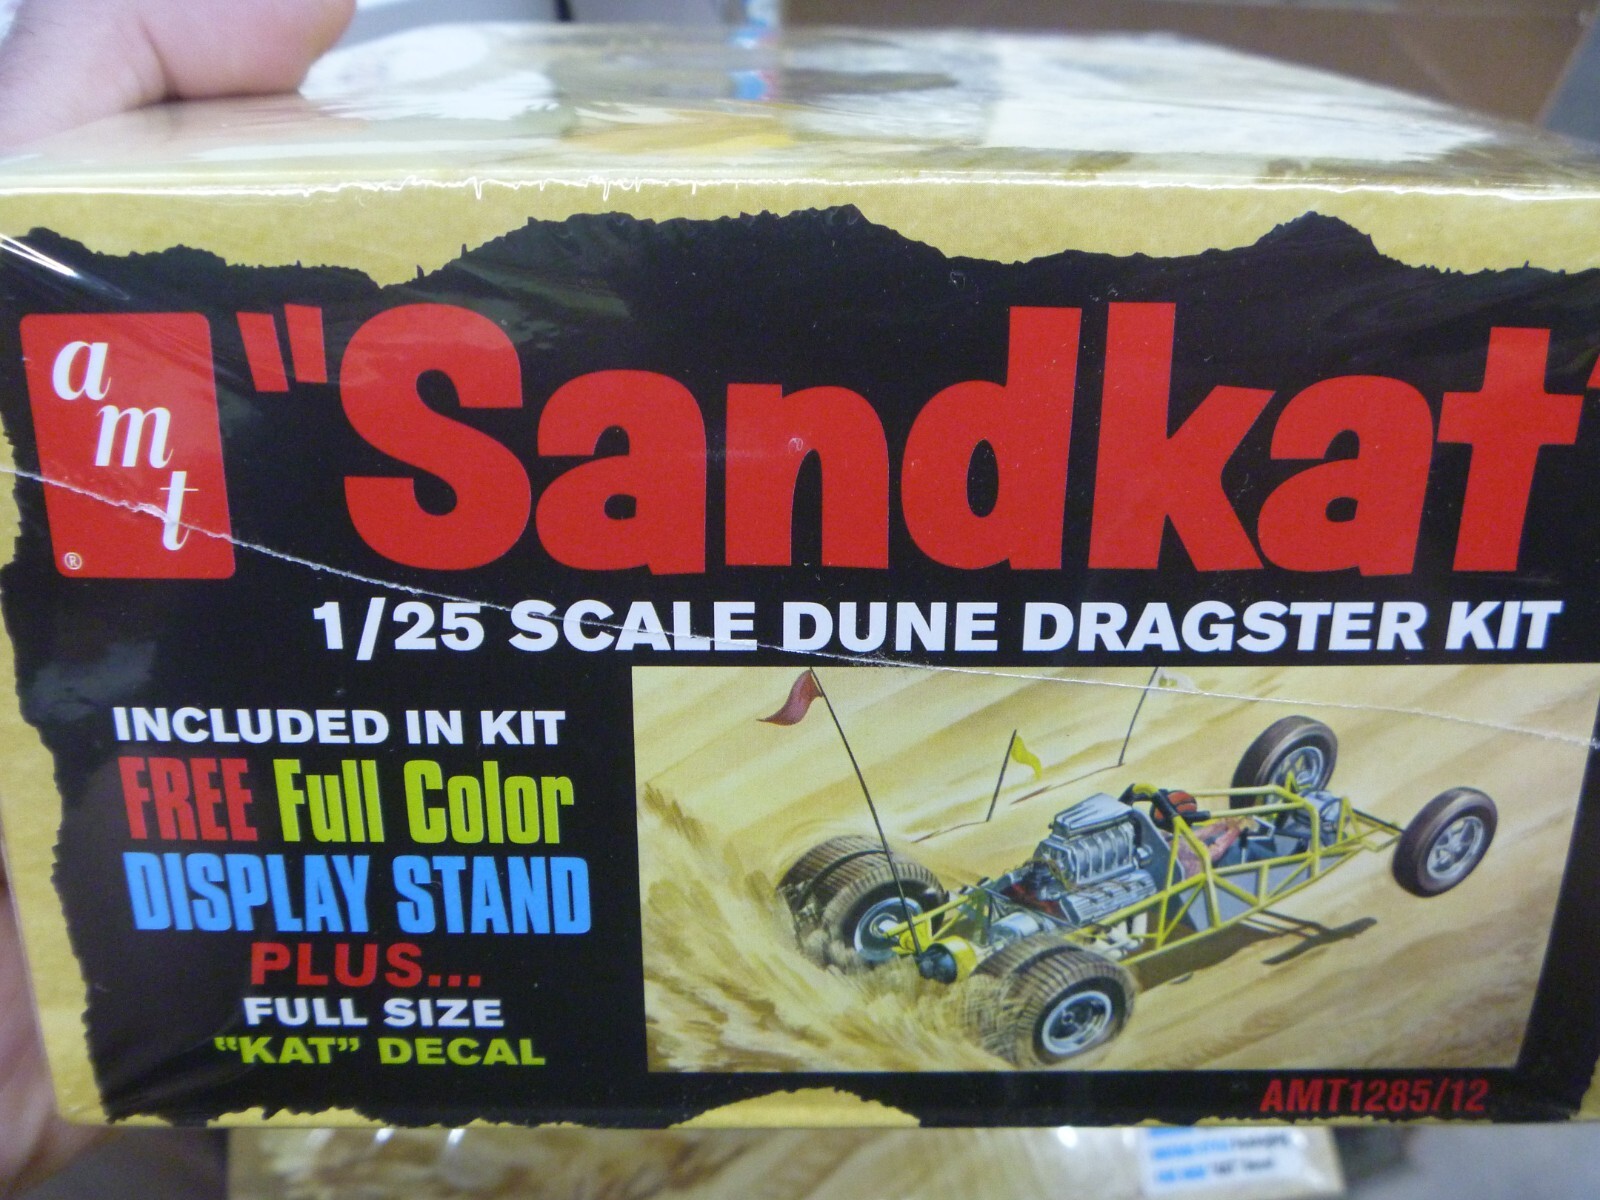 amt
®
"Sandkat"
1/25 SCALE DUNE DRAGSTER KIT
INCLUDED IN KIT
FREE Full Color
DISPLAY STAND
PLUS...
FULL SIZE
"KAT" DECAL
AMT1285/12